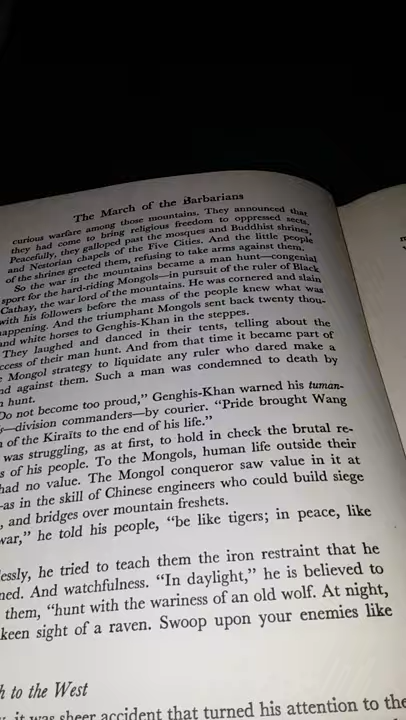 The March of the Barbarians
curious warfare among those mountains. They announced that
they had come to bring religious freedom to oppressed sects.
Peacefully, they galloped past the mosques and Buddhist shrines,
and Nestorian chapels of the Five Cities. And the little people
of the shrines greeted them, refusing to take arms against them.
So the war in the mountains became a man hunt—congenial
sport for the hard-riding Mongols—in pursuit of the ruler of Black
Cathay, the war lord of the mountains. He was cornered and slain
with his followers before the mass of the people knew what was
happening. And the triumphant Mongols sent back twenty thou-
and white horses to Genghis-Khan in the steppes.
They laughed and danced in their tents, telling about the
ccess of their man hunt. And from that time it became part of
Mongol strategy to liquidate any ruler who dared make a
nd against them. Such a man was condemned to death by
hunt.
Do not become too proud,” Genghis-Khan warned his tuman-
s—division commanders—by courier. “Pride brought Wang
of the Kiraïts to the end of his life.”
was struggling, as at first, to hold in check the brutal re-
s of his people. To the Mongols, human life outside their
had no value. The Mongol conqueror saw value in it at
—as in the skill of Chinese engineers who could build siege
, and bridges over mountain freshets.
war,” he told his people, “be like tigers; in peace, like
essly, he tried to teach them the iron restraint that he
ned. And watchfulness. “In daylight,” he is believed to
them, “hunt with the wariness of an old wolf. At night,
keen sight of a raven. Swoop upon your enemies like
h to the West
it was sheer accident that turned his attention to the